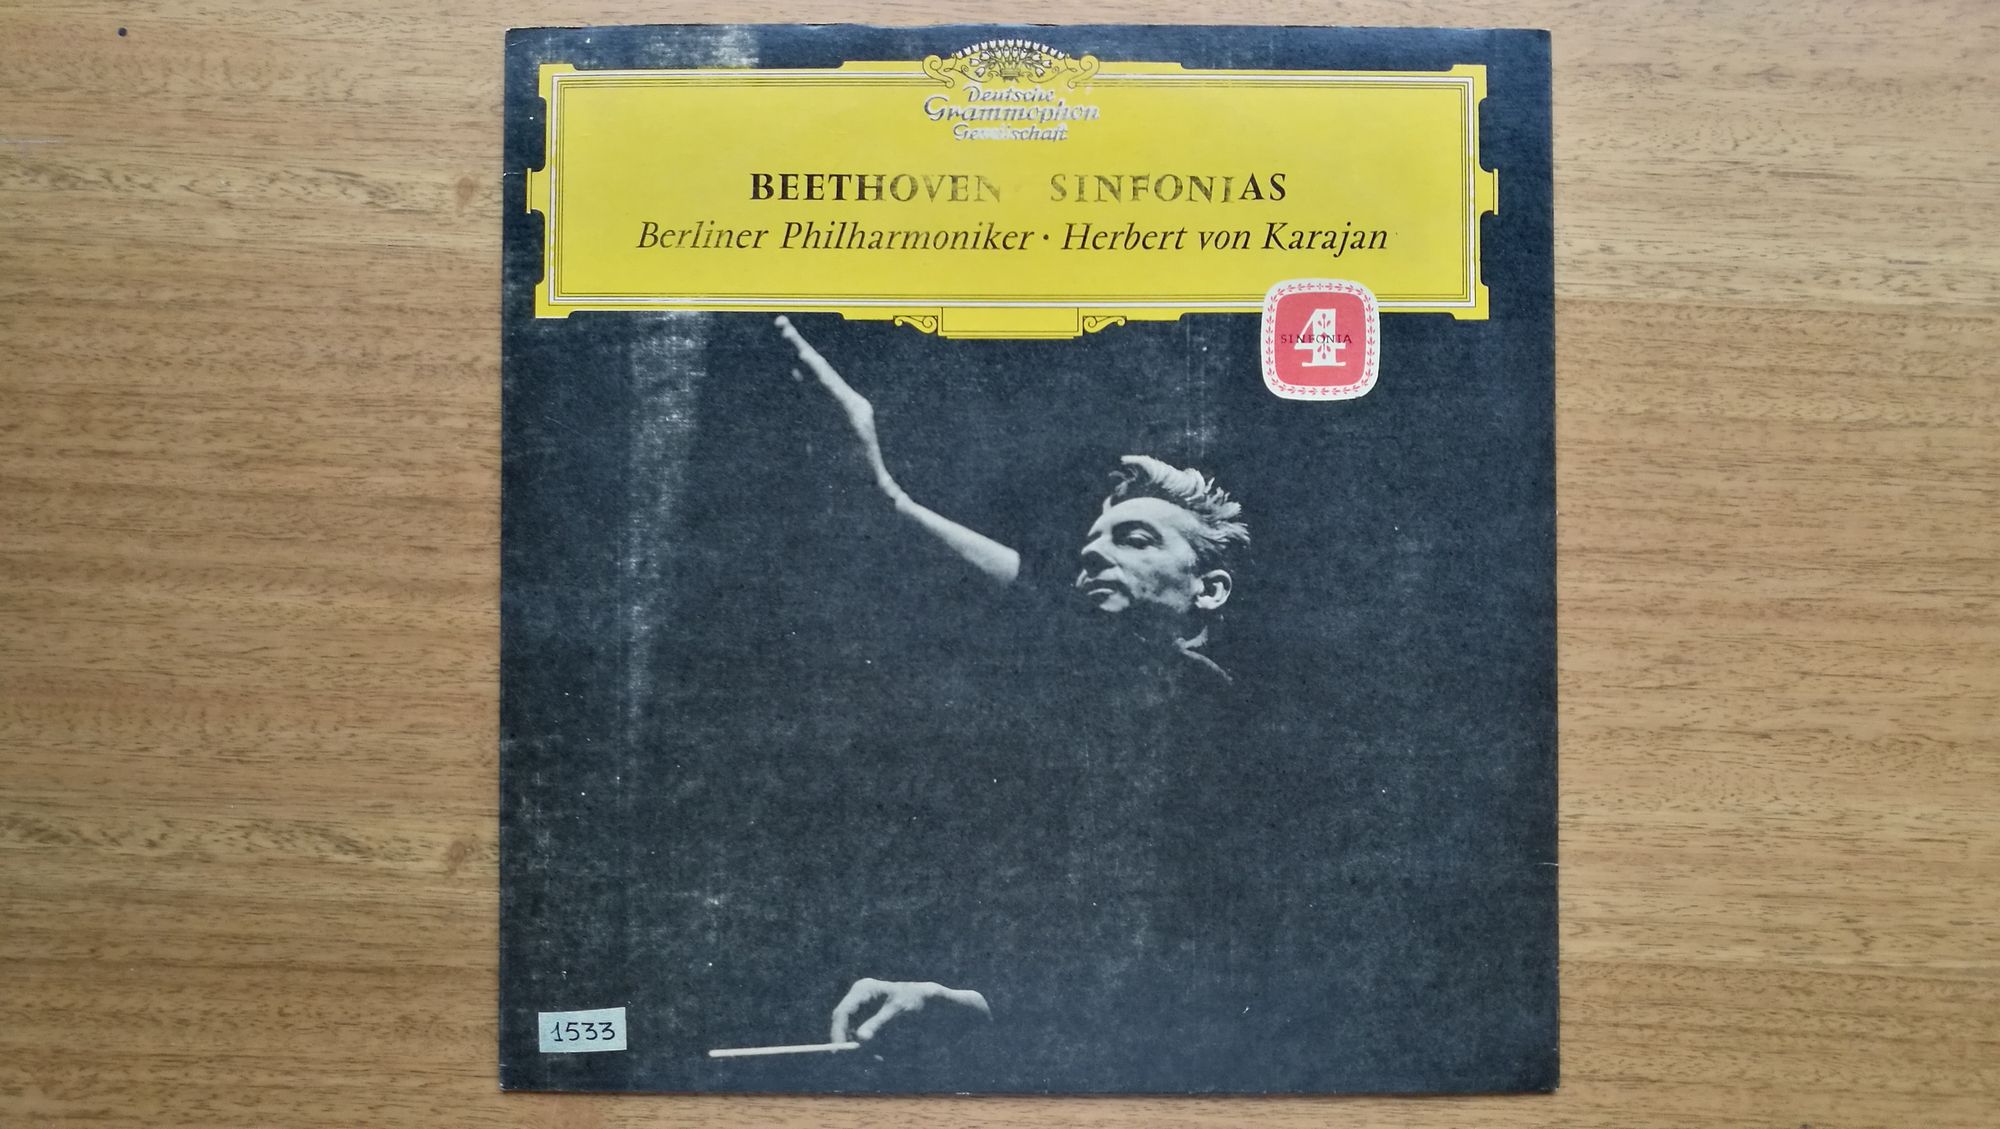 Deutsche
Grammophon
Gesellschaft
BEETHOVEN SINFONIAS
Berliner Philharmoniker · Herbert von Karajan
4
SINFONIA
1533